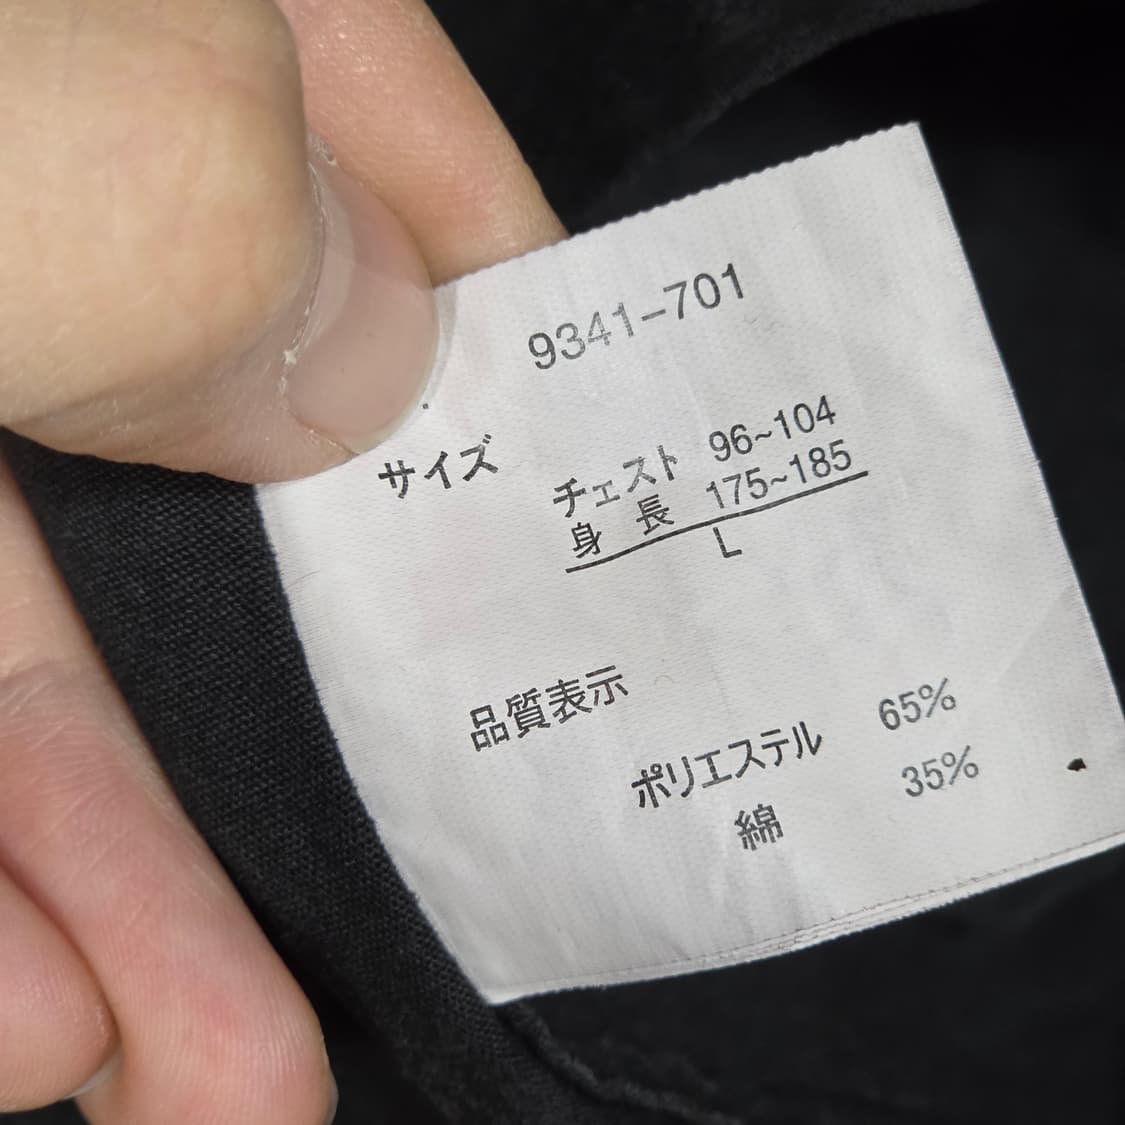 9341-701
サイズ
チェスト 96~104
身 長 175~185
L
品質表示
ポリエステル 65%
綿 35%